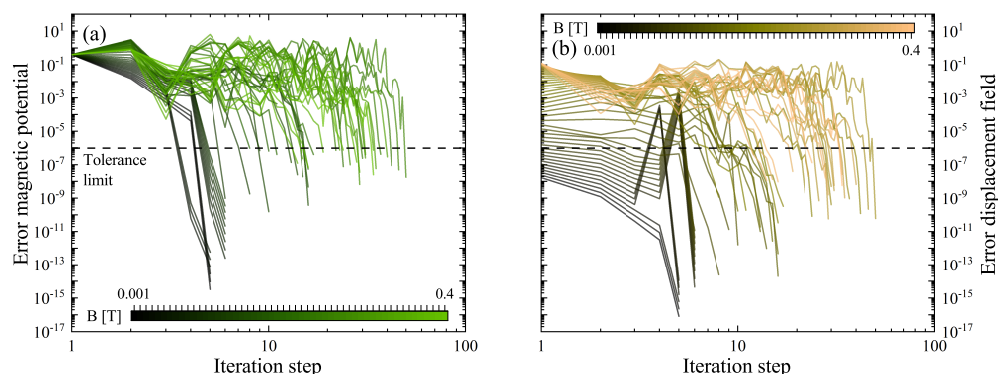 (a)
Error magnetic potential
10^1
10^-1
10^-3
10^-5
10^-7
10^-9
10^-11
10^-13
10^-15
10^-17
Tolerance
limit
0.001 0.4
B [T]
1 10 100
Iteration step
B [T]
0.001 0.4
(b)
10^1
10^-1
10^-3
10^-5
10^-7
10^-9
10^-11
10^-13
10^-15
10^-17
Error displacement field
1 10 100
Iteration step